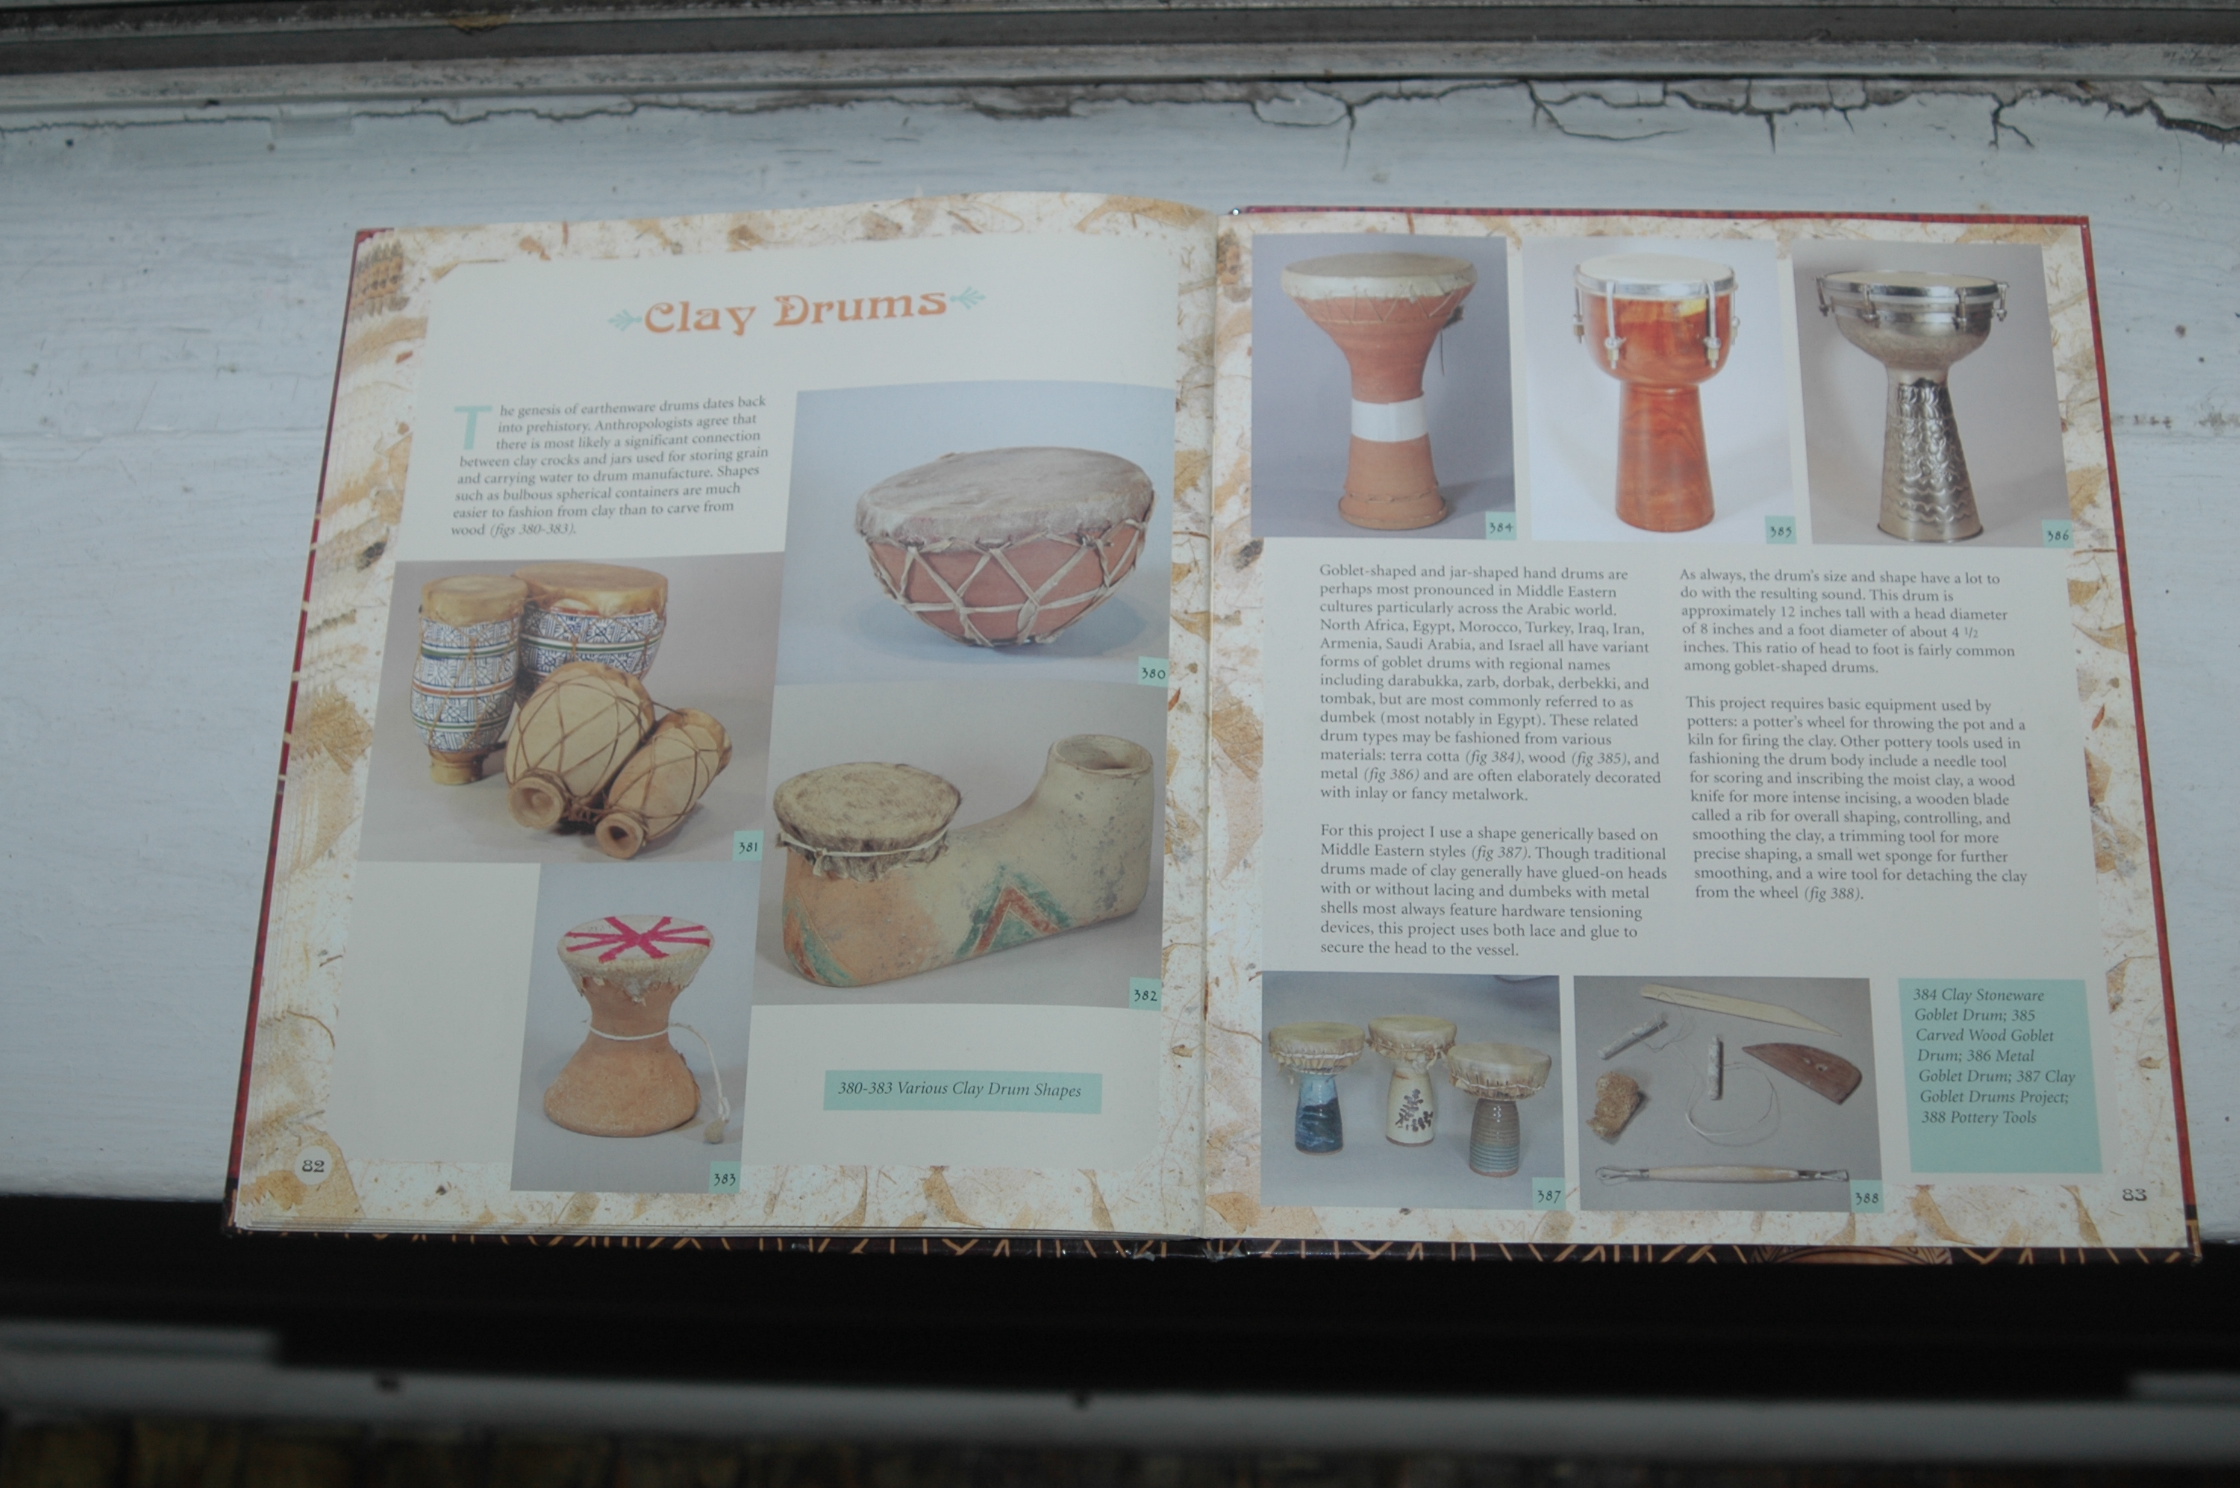 Clay Drums
The genesis of earthenware drums dates back
into prehistory. Anthropologists agree that
there is most likely a significant connection
between clay crocks and jars used for storing grain
and carrying water to drum manufacture. Shapes
such as bulbous spherical containers are much
easier to fashion from clay than to carve from
wood (figs 380-383).
380
381
382
383
380-383 Various Clay Drum Shapes
82
384
385
386
Goblet-shaped and jar-shaped hand drums are
perhaps most pronounced in Middle Eastern
cultures particularly across the Arabic world.
North Africa, Egypt, Morocco, Turkey, Iraq, Iran,
Armenia, Saudi Arabia, and Israel all have variant
forms of goblet drums with regional names
including darabukka, zarb, dorbak, derbekki, and
tombak, but are most commonly referred to as
dumbek (most notably in Egypt). These related
drum types may be fashioned from various
materials: terra cotta (fig 384), wood (fig 385), and
metal (fig 386) and are often elaborately decorated
with inlay or fancy metalwork.
For this project I use a shape generically based on
Middle Eastern styles (fig 387). Though traditional
drums made of clay generally have glued-on heads
with or without lacing and dumbeks with metal
shells most always feature hardware tensioning
devices, this project uses both lace and glue to
secure the head to the vessel.
As always, the drum's size and shape have a lot to
do with the resulting sound. This drum is
approximately 12 inches tall with a head diameter
of 8 inches and a foot diameter of about 4 1/2
inches. This ratio of head to foot is fairly common
among goblet-shaped drums.
This project requires basic equipment used by
potters: a potter's wheel for throwing the pot and a
kiln for firing the clay. Other pottery tools used in
fashioning the drum body include a needle tool
for scoring and inscribing the moist clay, a wood
knife for more intense incising, a wooden blade
called a rib for overall shaping, controlling, and
smoothing the clay, a trimming tool for more
precise shaping, a small wet sponge for further
smoothing, and a wire tool for detaching the clay
from the wheel (fig 388).
387
388
384 Clay Stoneware
Goblet Drum; 385
Carved Wood Goblet
Drum; 386 Metal
Goblet Drum; 387 Clay
Goblet Drums Project;
388 Pottery Tools
83